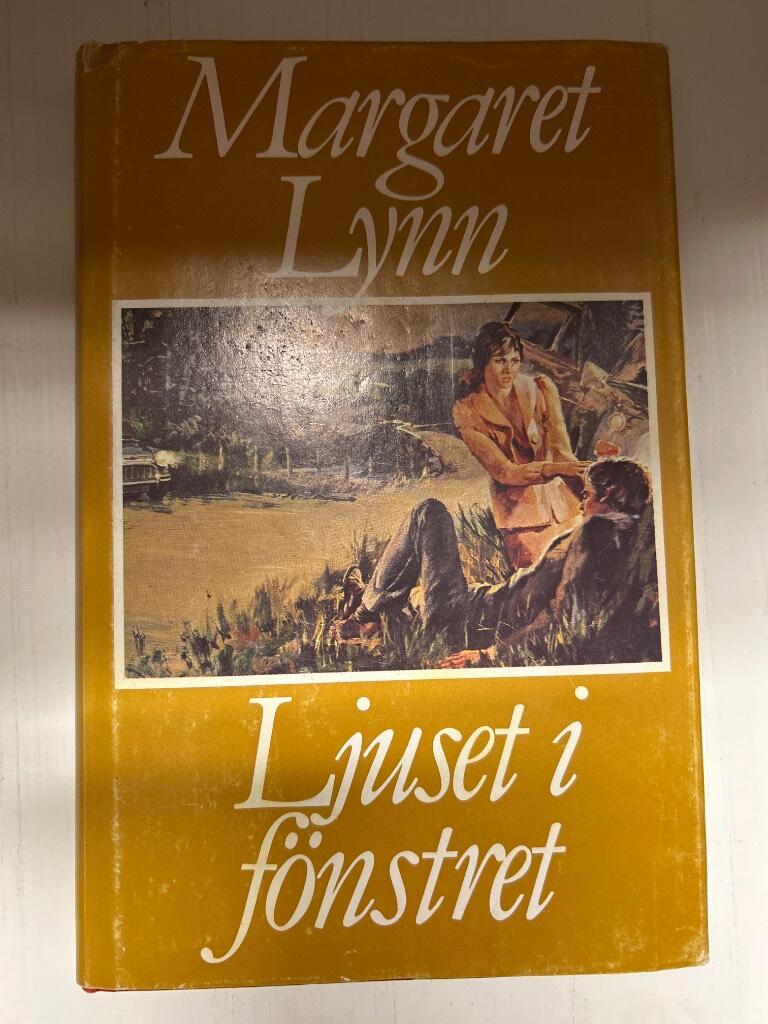 Margaret
Lynn
Ljuset i
fönstret